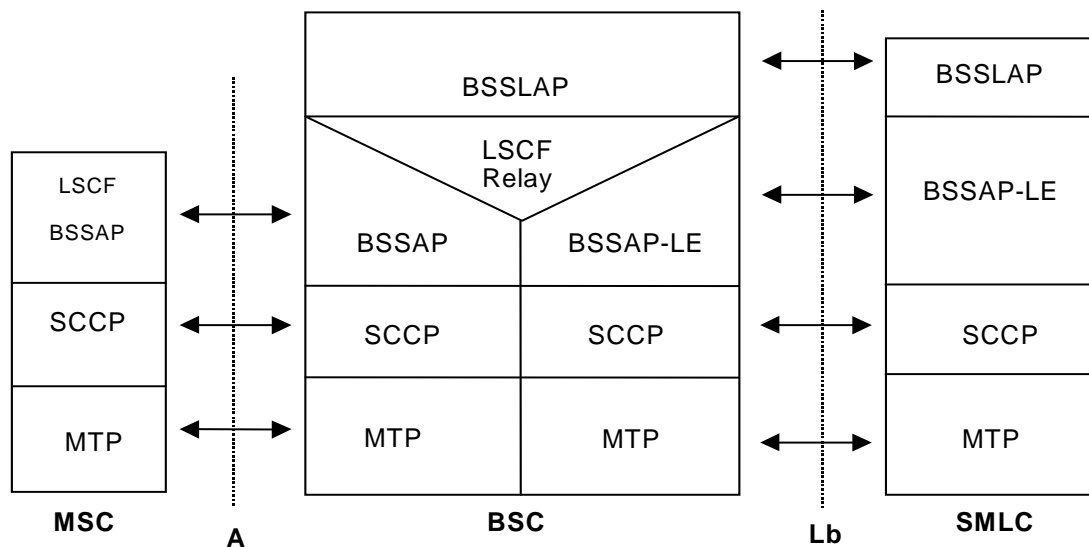 BSSLAP
BSSLAP
LSCF
Relay
LSCF
BSSAP
BSSAP
BSSAP-LE
BSSAP-LE
SCCP
SCCP
SCCP
SCCP
MTP
MTP
MTP
MTP
MSC
A
BSC
Lb
SMLC